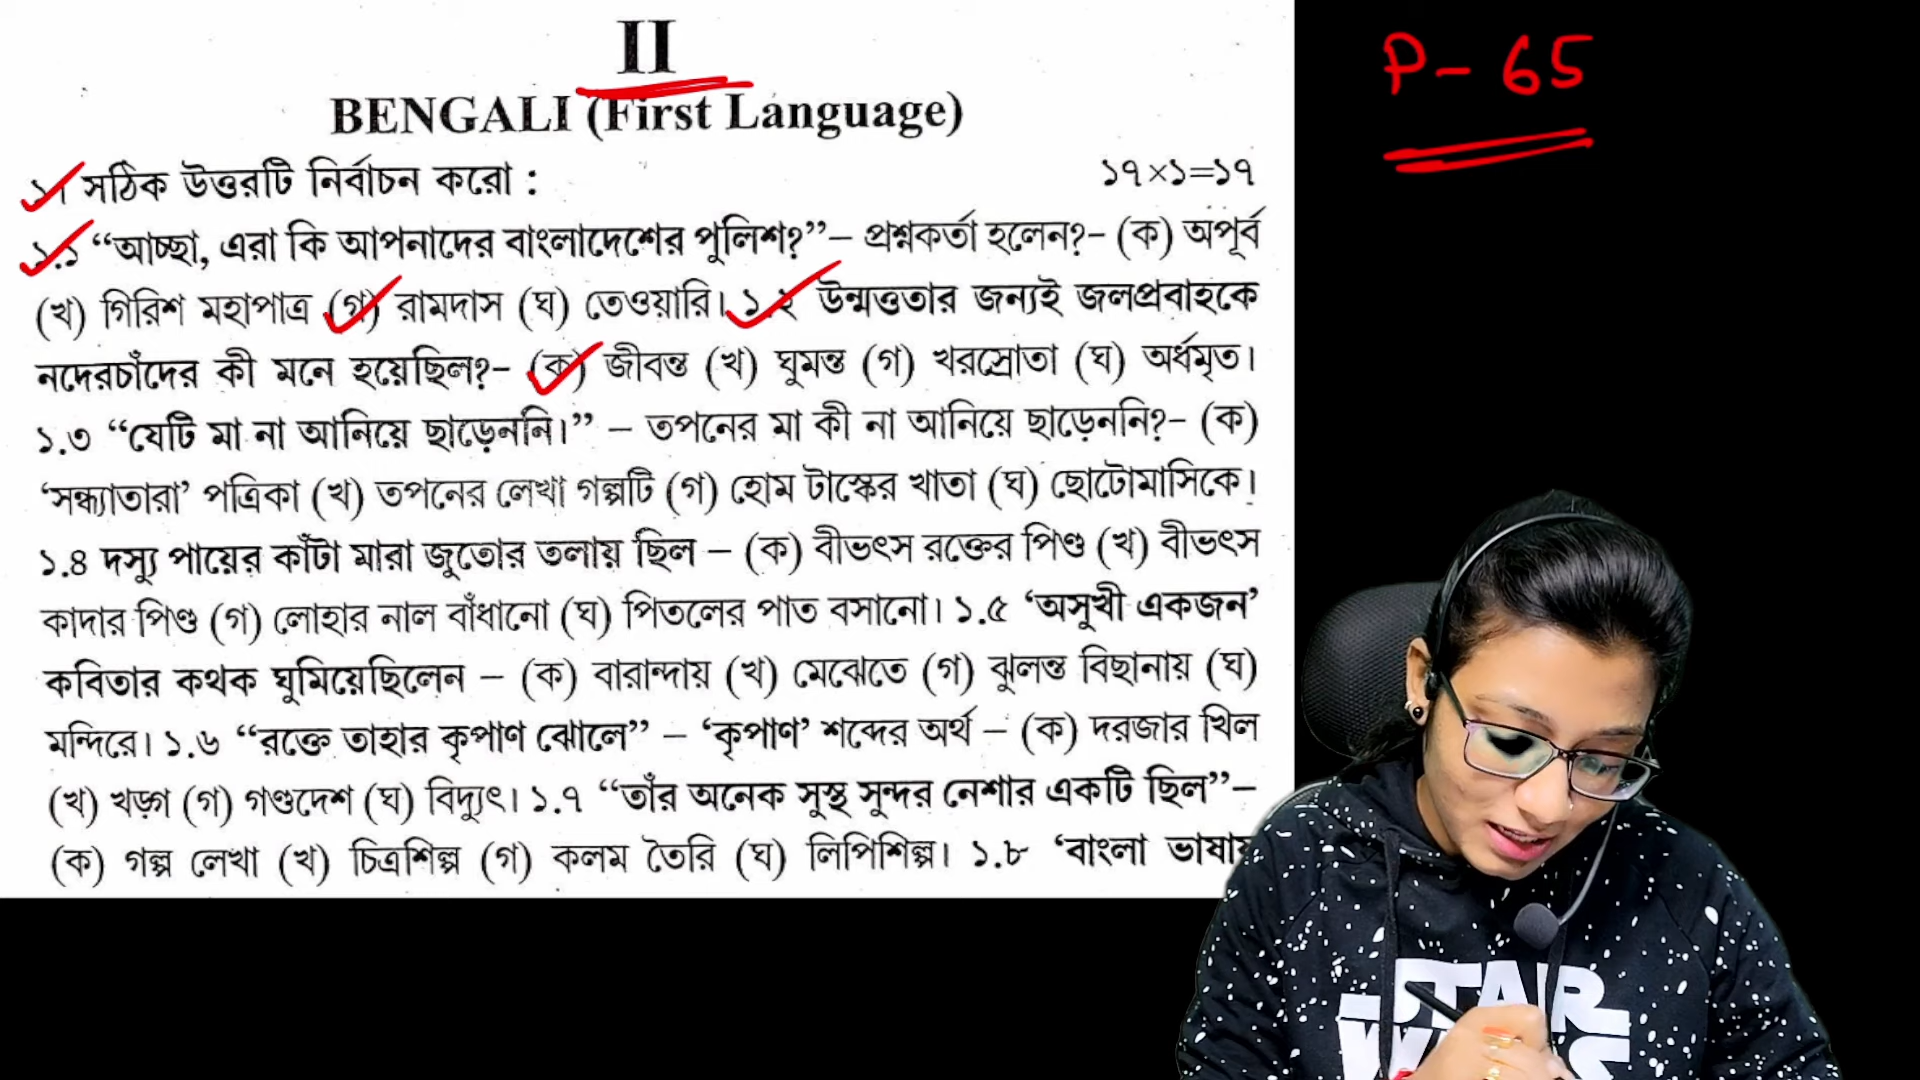 II
P- 65
BENGALI (First Language)
১। সঠিক উত্তরটি নির্বাচন করো : ১৭×১=১৭
১.১ “আচ্ছা, এরা কি আপনাদের বাংলাদেশের পুলিশ?”– প্রশ্নকর্তা হলেন?– (ক) অপূর্ব
(খ) গিরিশ মহাপাত্র (গ) রামদাস (ঘ) তেওয়ারি। ১.২ উন্মত্ততার জন্যই জলপ্রবাহকে
নদেরচাঁদের কী মনে হয়েছিল?– (ক) জীবন্ত (খ) ঘুমন্ত (গ) খরস্রোতা (ঘ) অর্ধমৃত।
১.৩ “যেটি মা না আনিয়ে ছাড়েননি।” – তপনের মা কী না আনিয়ে ছাড়েননি?– (ক)
‘সন্ধ্যাতারা’ পত্রিকা (খ) তপনের লেখা গল্পটি (গ) হোম টাস্কের খাতা (ঘ) ছোটোমাসিকে।
১.৪ দস্যু পায়ের কাঁটা মারা জুতোর তলায় ছিল – (ক) বীভৎস রক্তের পিণ্ড (খ) বীভৎস
কাদার পিণ্ড (গ) লোহার নাল বাঁধানো (ঘ) পিতলের পাত বসানো। ১.৫ ‘অসুখী একজন’
কবিতার কথক ঘুমিয়েছিলেন – (ক) বারান্দায় (খ) মেঝেতে (গ) ঝুলন্ত বিছানায় (ঘ)
মন্দিরে। ১.৬ “রক্তে তাহার কৃপাণ ঝোলে” – ‘কৃপাণ’ শব্দের অর্থ – (ক) দরজার খিল
(খ) খড়্গ (গ) গণ্ডদেশ (ঘ) বিদ্যুৎ। ১.৭ “তাঁর অনেক সুস্থ সুন্দর নেশার একটি ছিল”–
(ক) গল্প লেখা (খ) চিত্রশিল্প (গ) কলম তৈরি (ঘ) লিপিশিল্প। ১.৮ ‘বাংলা ভাষায়
STAR
WARS